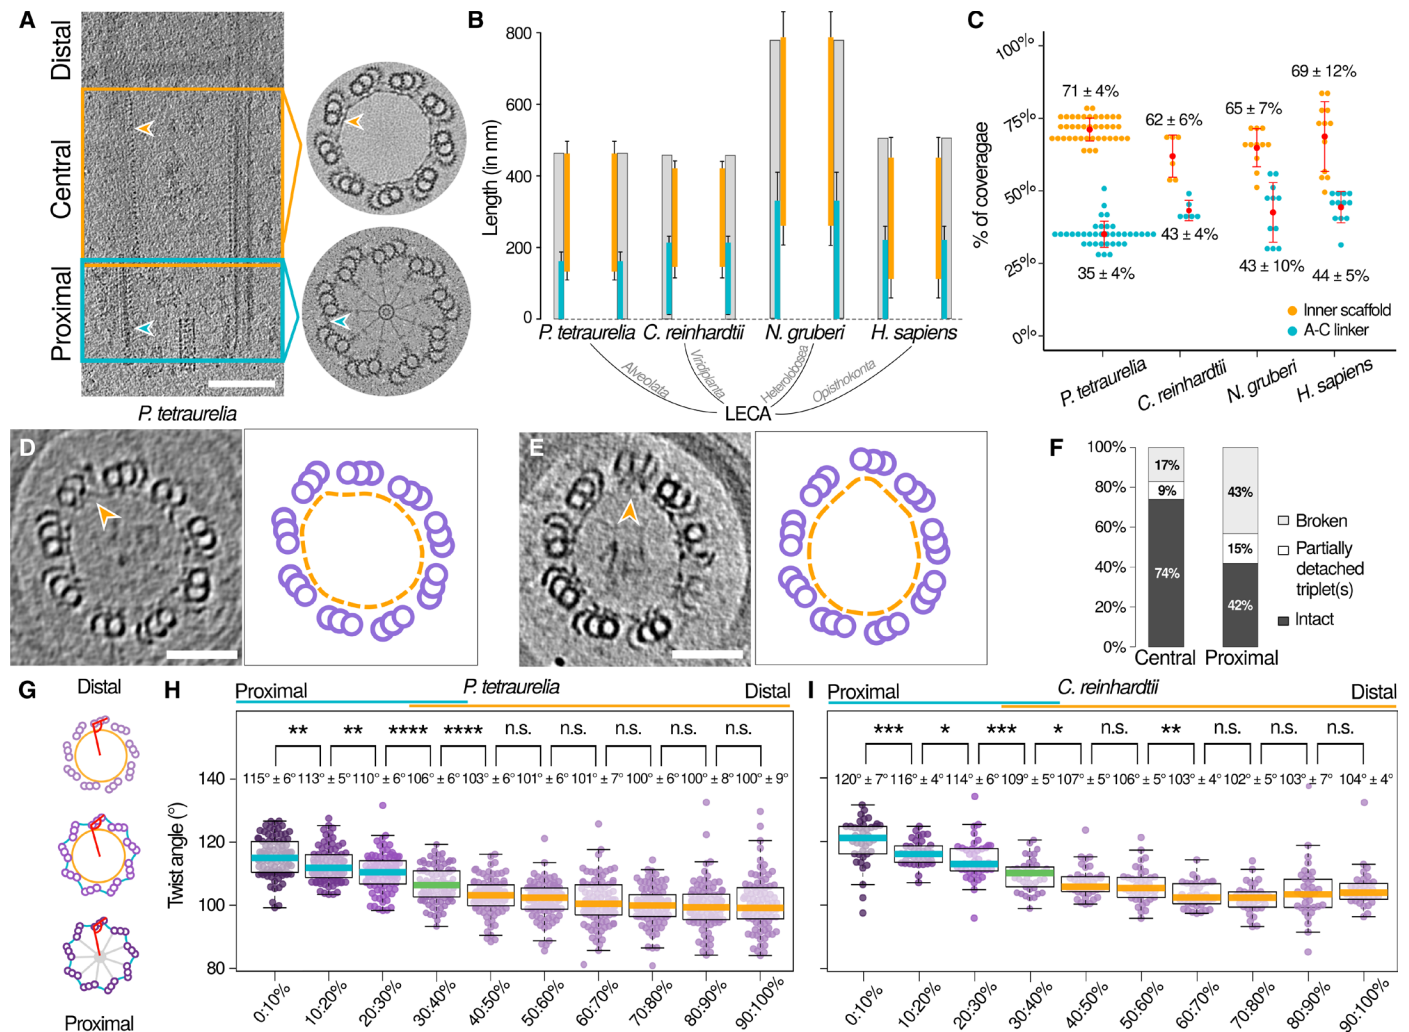 A
Distal
Central
Proximal
P. tetraurelia
B
Length (in nm)
800
600
400
200
0
P. tetraurelia
C. reinhardtii
N. gruberi
H. sapiens
Alveolata
Viridiplanta
Heterolobosea
Opisthokonta
LECA
C
% of coveragae
100%
75%
50%
25%
0%
71 ± 4%
62 ± 6%
65 ± 7%
69 ± 12%
35 ± 4%
43 ± 4%
43 ± 10%
44 ± 5%
Inner scaffold
A-C linker
P. tetraurelia
C. reinhardtii
N. gruberi
H. sapiens
D
E
F
100%
80%
60%
40%
20%
0%
17%
9%
74%
43%
15%
42%
Central
Proximal
Broken
Partially
detached
triplet(s)
Intact
G
Distal
Proximal
H
Proximal
P. tetraurelia
Distal
** ** **** **** n.s. n.s. n.s. n.s. n.s.
115° ± 6° 113° ± 5° 110° ± 6° 106° ± 6° 103° ± 6° 101° ± 6° 101° ± 7° 100° ± 6° 100° ± 8° 100° ± 9°
Twist angle (°)
140
120
100
80
0:10%
10:20%
20:30%
30:40%
40:50%
50:60%
60:70%
70:80%
80:90%
90:100%
I
Proximal
C. reinhardtii
Distal
*** * *** * n.s. ** n.s. n.s. n.s.
120° ± 7° 116° ± 4° 114° ± 6° 109° ± 5° 107° ± 5° 106° ± 5° 103° ± 4° 102° ± 5° 103° ± 7° 104° ± 4°
0:10%
10:20%
20:30%
30:40%
40:50%
50:60%
60:70%
70:80%
80:90%
90:100%